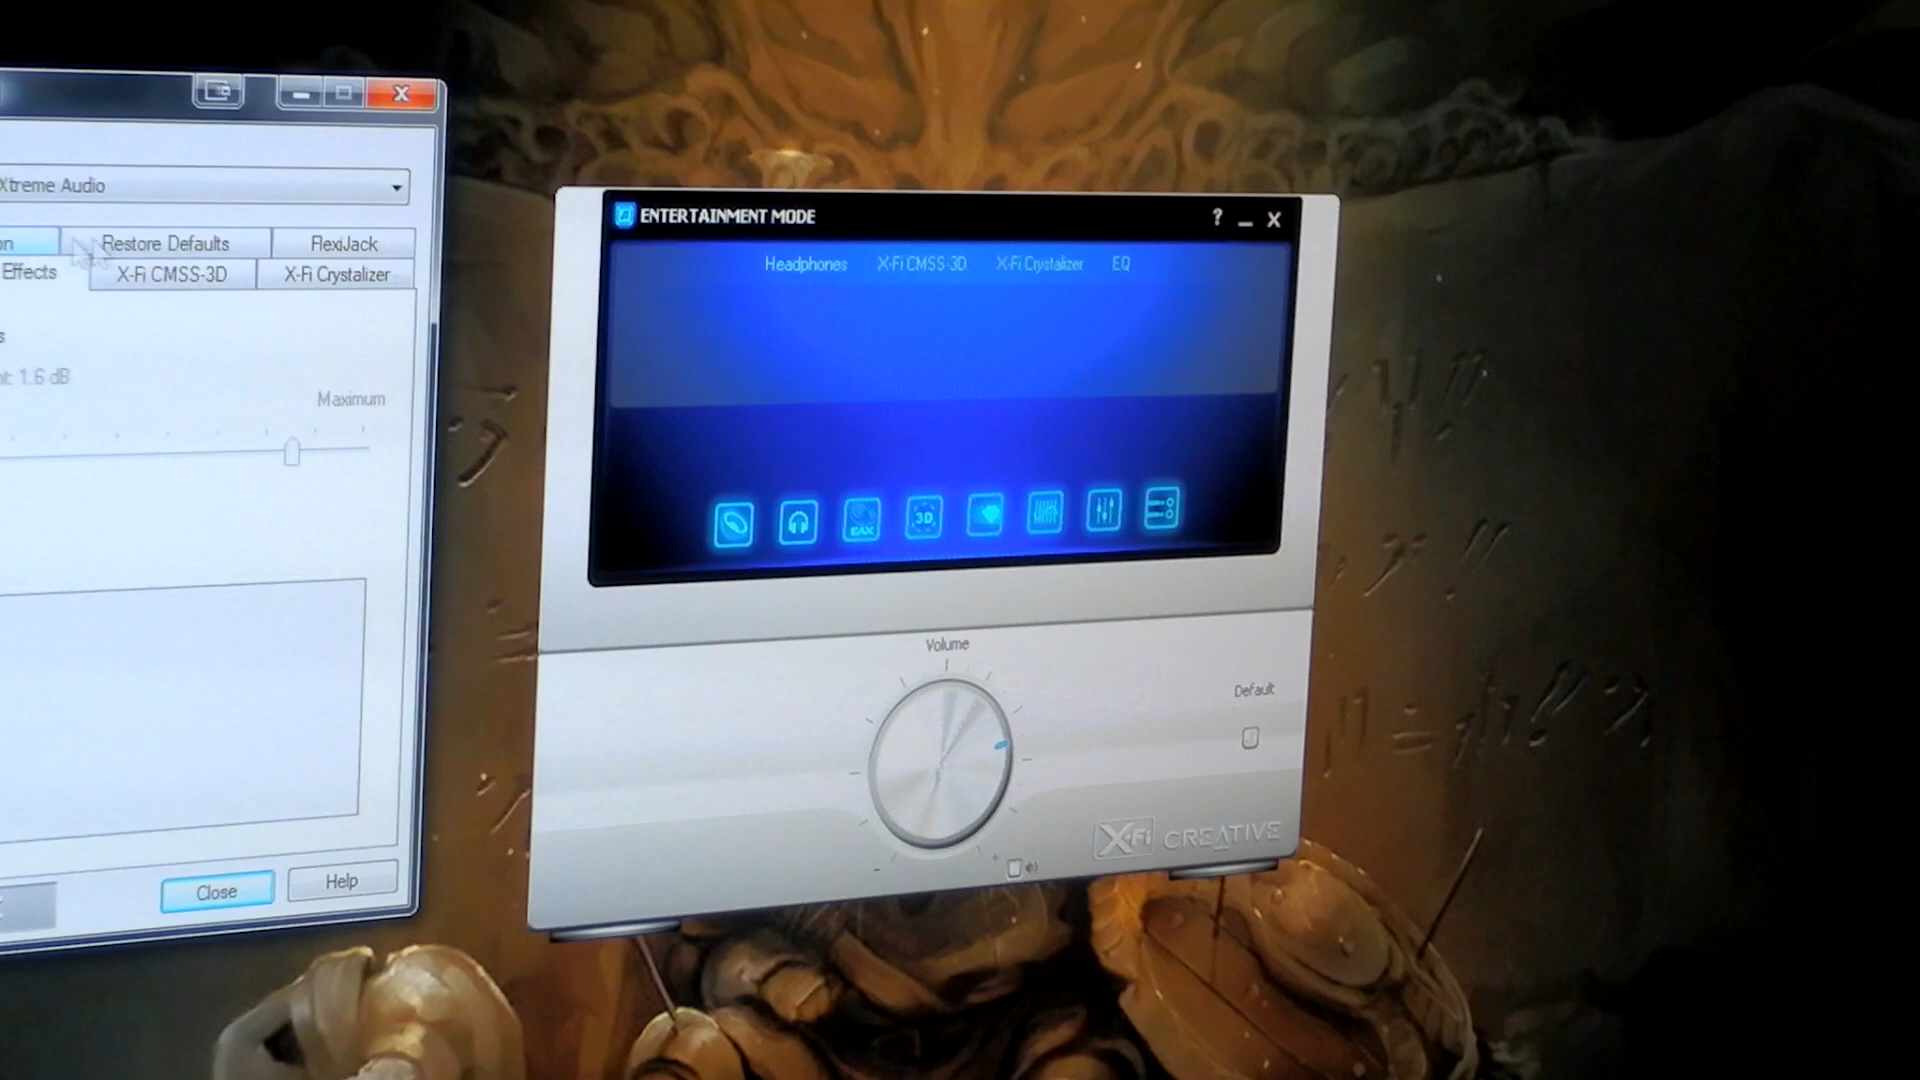 Xtreme Audio
on Restore Defaults FlexiJack
Effects X-Fi CMSS-3D X-Fi Crystalizer
1.6 dB
Maximum
Close Help
ENTERTAINMENT MODE ? _ X
Headphones X-Fi CMSS-3D X-Fi Crystalizer EQ
EAX 3D
Volume
Default
- +
X-Fi CREATIVE